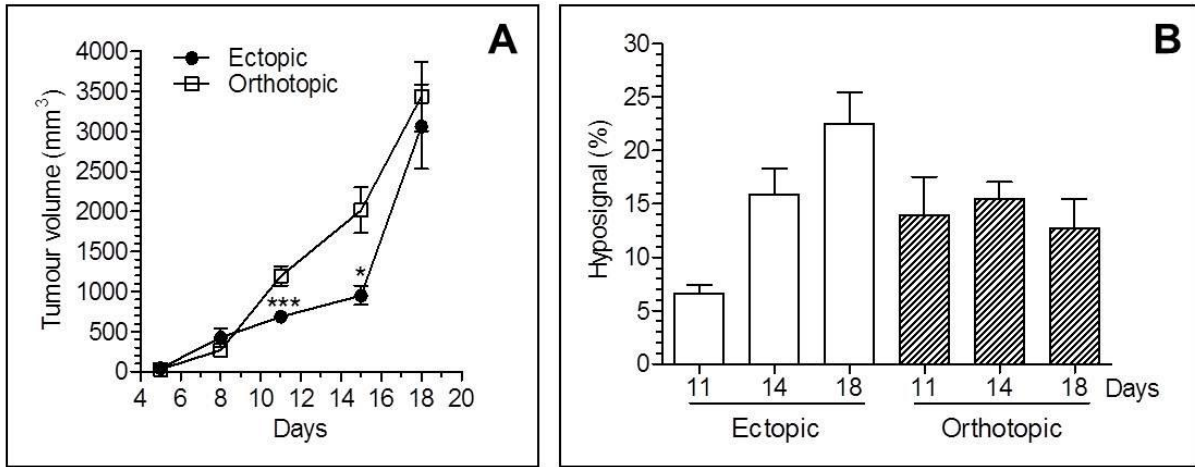 A
Ectopic
Orthotopic
4000
3500
3000
2500
2000
1500
1000
500
0
Tumour volume (mm³)
***
*
4 6 8 10 12 14 16 18 20
Days
B
30
25
20
15
10
5
0
Hyposignal (%)
11 14 18 11 14 18 Days
Ectopic Orthotopic